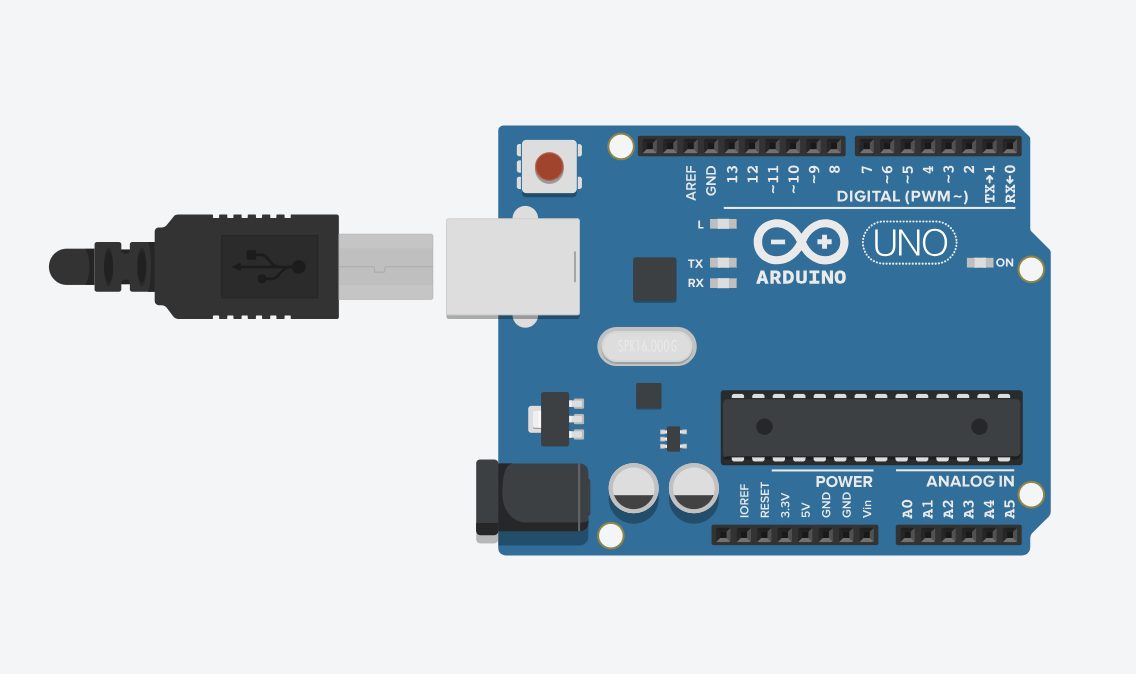 AREF
GND
13
12
~11
~10
~9
8
7
~6
~5
4
~3
2
TX→1
RX←0
DIGITAL (PWM~)
L
TX
RX
ARDUINO
UNO
ON
SPK16.000G
POWER
ANALOG IN
IOREF
RESET
3.3V
5V
GND
GND
Vin
A0
A1
A2
A3
A4
A5